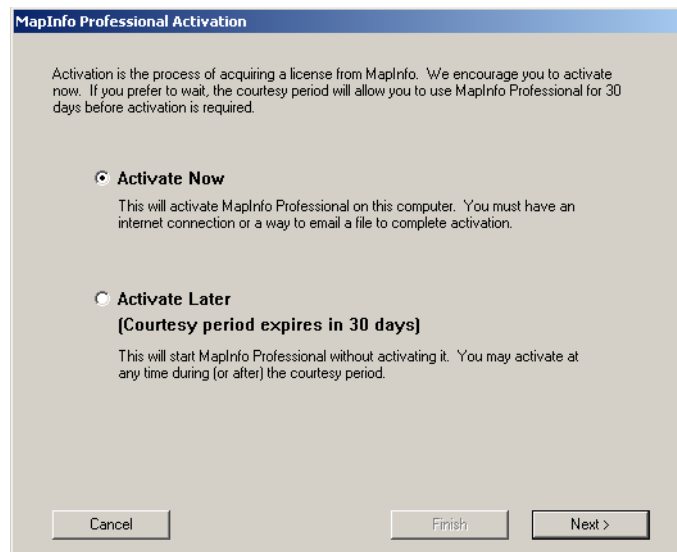 MapInfo Professional Activation
Activation is the process of acquiring a license from MapInfo. We encourage you to activate
now. If you prefer to wait, the courtesy period will allow you to use MapInfo Professional for 30
days before activation is required.
Activate Now
This will activate MapInfo Professional on this computer. You must have an
internet connection or a way to email a file to complete activation.
Activate Later
(Courtesy period expires in 30 days)
This will start MapInfo Professional without activating it. You may activate at
any time during (or after) the courtesy period.
Cancel
Finish
Next >